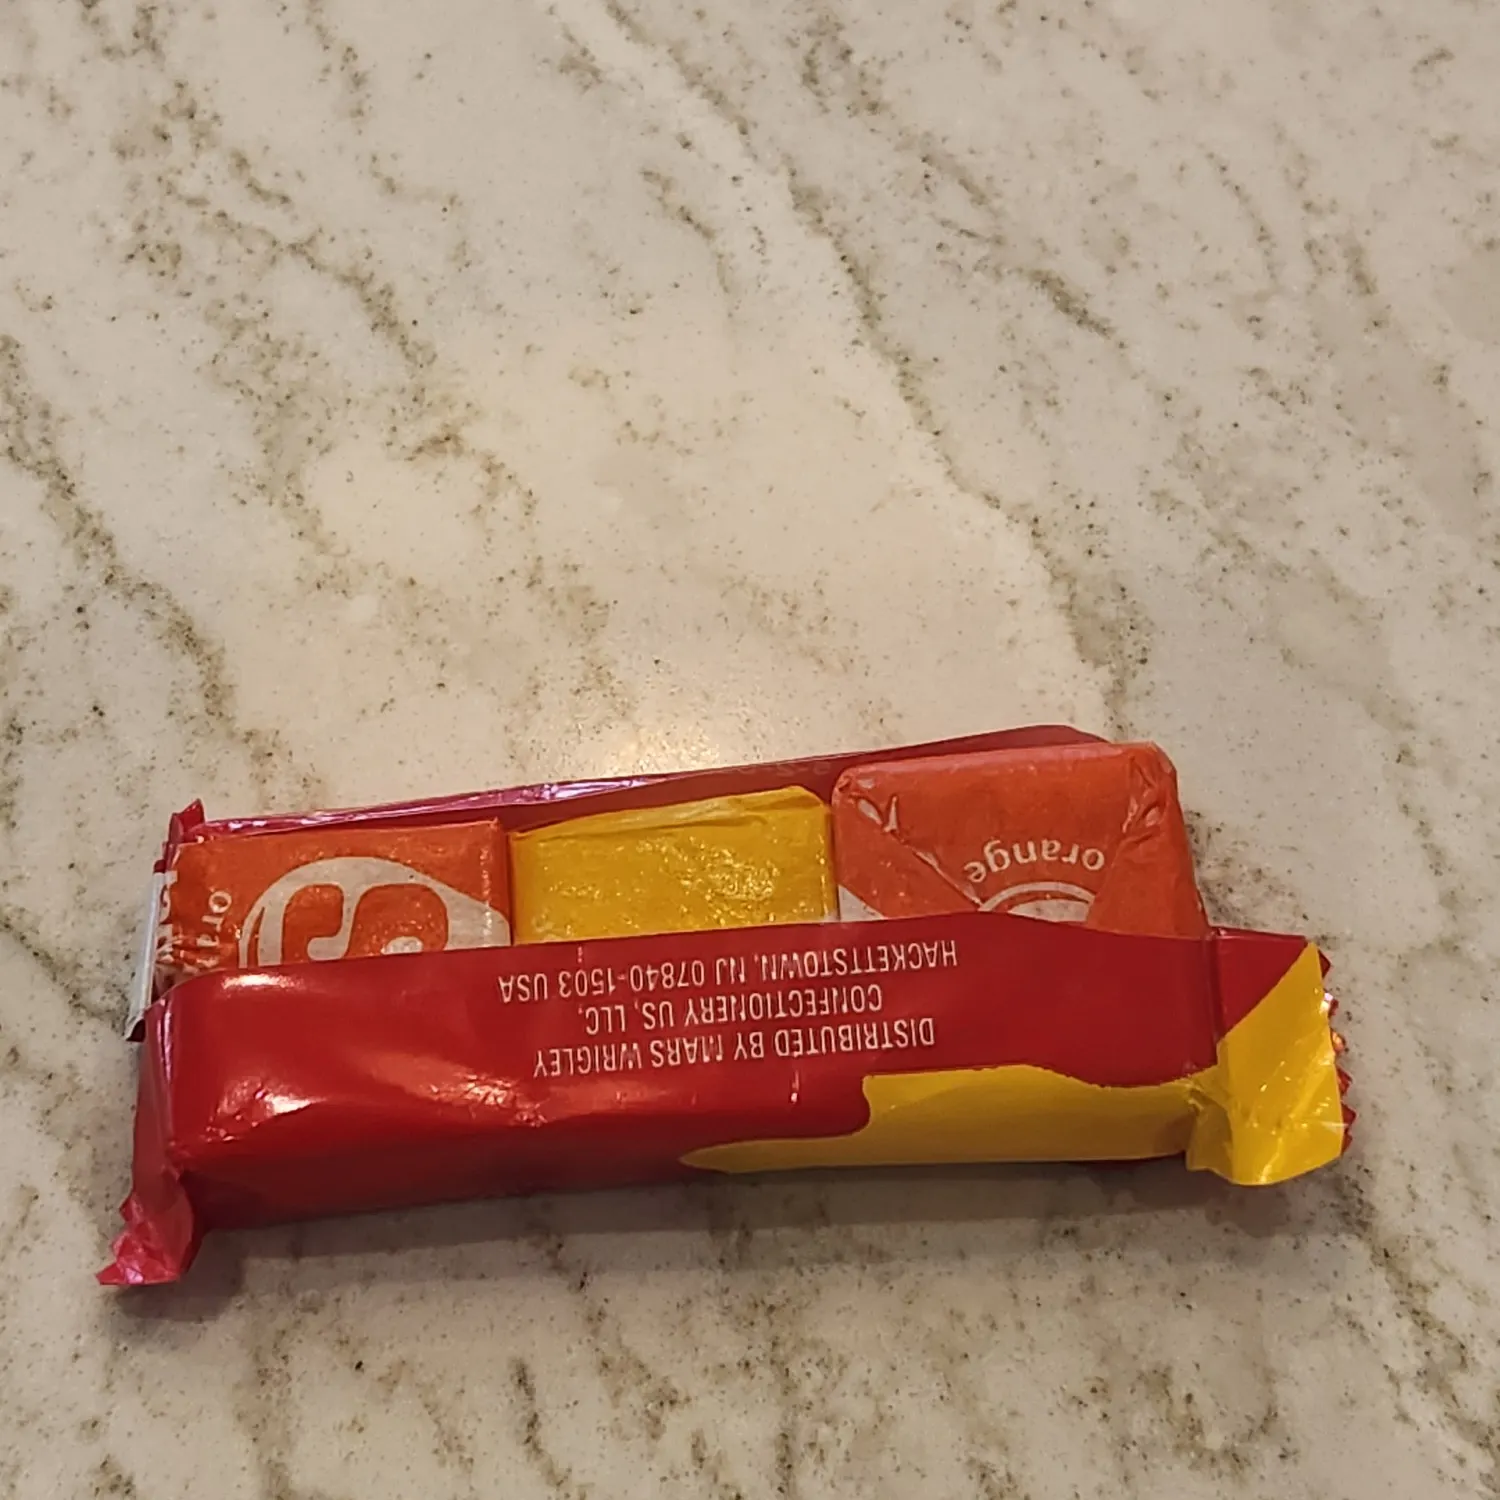 DISTRIBUTED BY MARS WRIGLEY
CONFECTIONERY US, LLC,
HACKETTSTOWN, NJ 07840-1503 USA
orange